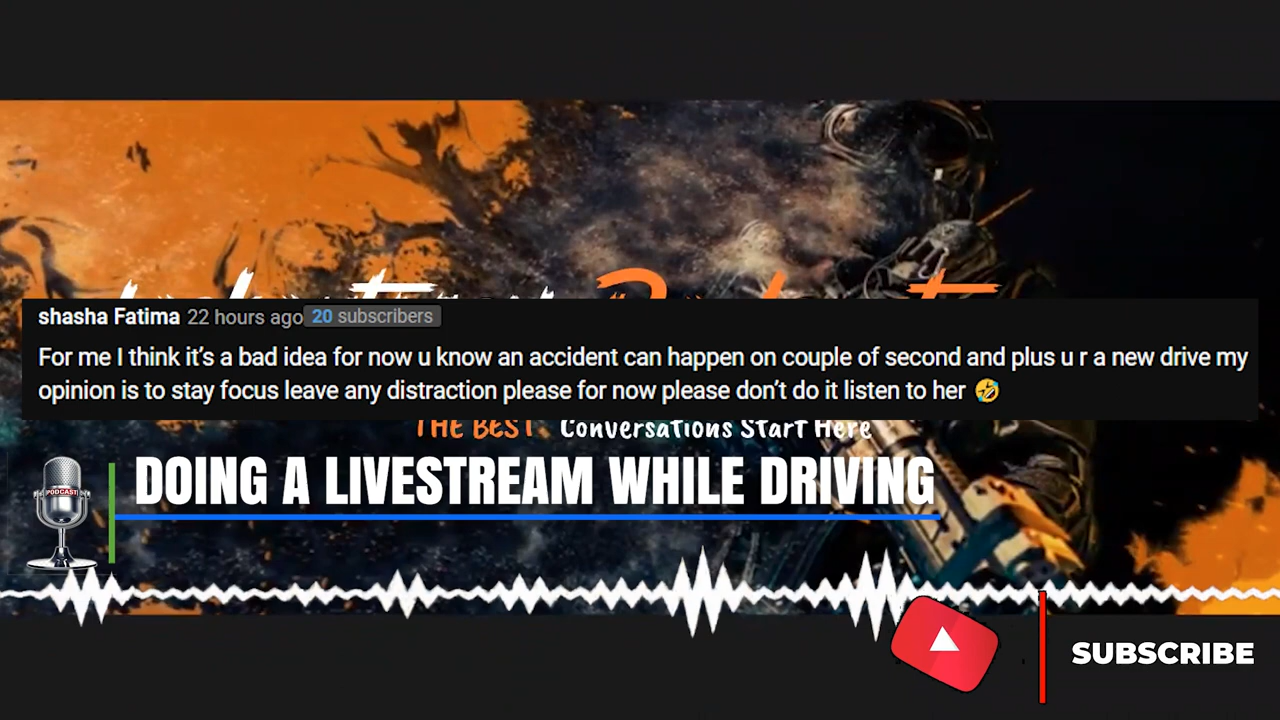 shasha Fatima 22 hours ago 20 subscribers
For me I think it’s a bad idea for now u know an accident can happen on couple of second and plus u r a new drive my
opinion is to stay focus leave any distraction please for now please don’t do it listen to her 🤣
THE BEST Conversations Start Here
DOING A LIVESTREAM WHILE DRIVING
PODCAST
SUBSCRIBE